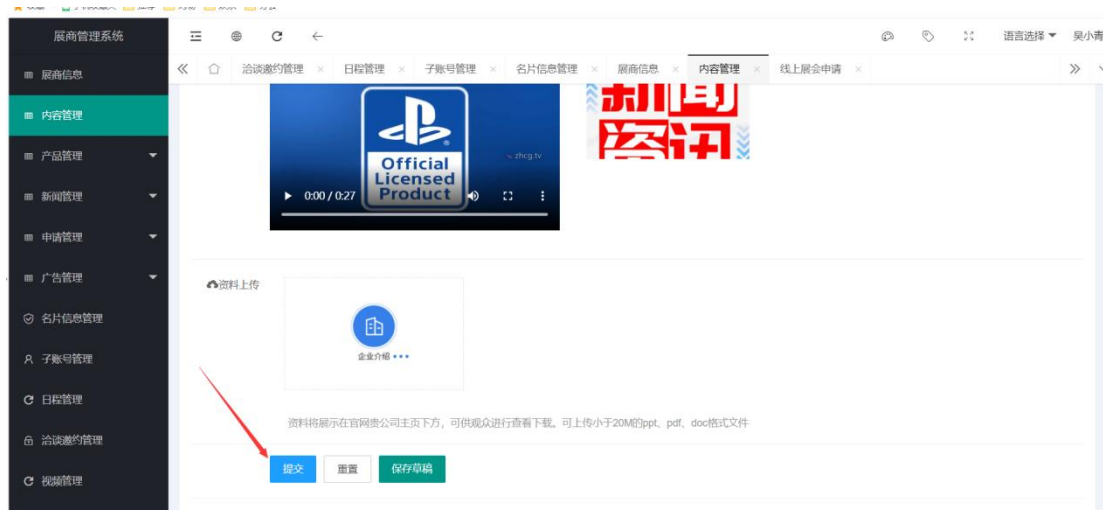 展商管理系统
语言选择
吴小青
洽谈邀约管理
日程管理
子账号管理
名片信息管理
展商信息
内容管理
线上展会申请
展商信息
内容管理
产品管理
新闻管理
申请管理
广告管理
名片信息管理
子账号管理
日程管理
洽谈邀约管理
视频管理
Official
Licensed
Product
zhcg.tv
0:00 / 0:27
新闻
资讯
资料上传
企业介绍
资料将展示在官网贵公司主页下方，可供观众进行查看下载。可上传小于20M的ppt、pdf、doc格式文件
提交
重置
保存草稿